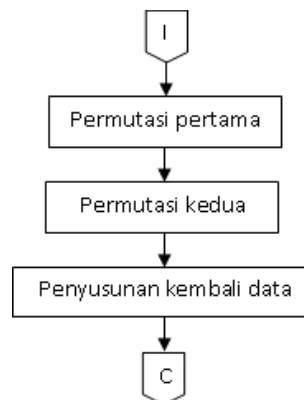 I
Permutasi pertama
Permutasi kedua
Penyusunan kembali data
C